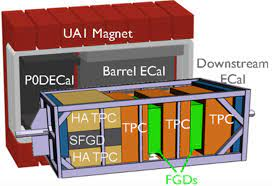 UA1 Magnet
P0DECal
Barrel ECal
Downstream
ECal
HA TPC
SFGD
HA TPC
TPC
TPC
TPC
FGDs